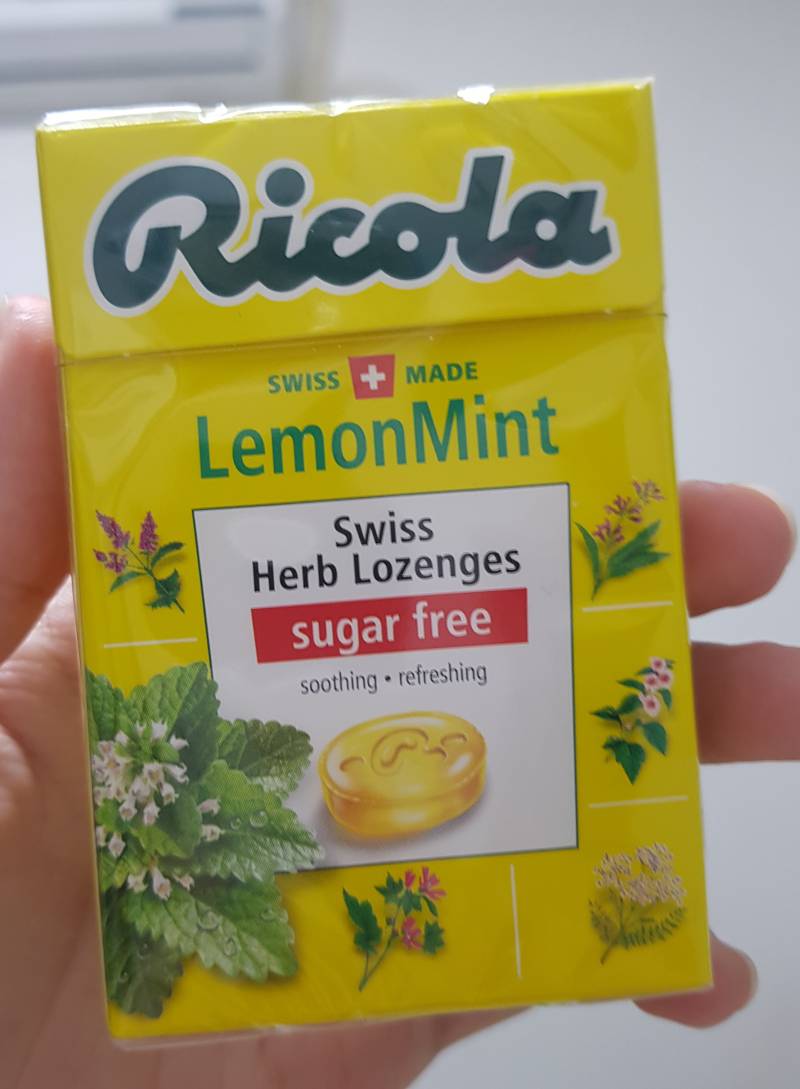 Ricola
SWISS MADE
LemonMint
Swiss
Herb Lozenges
sugar free
soothing • refreshing